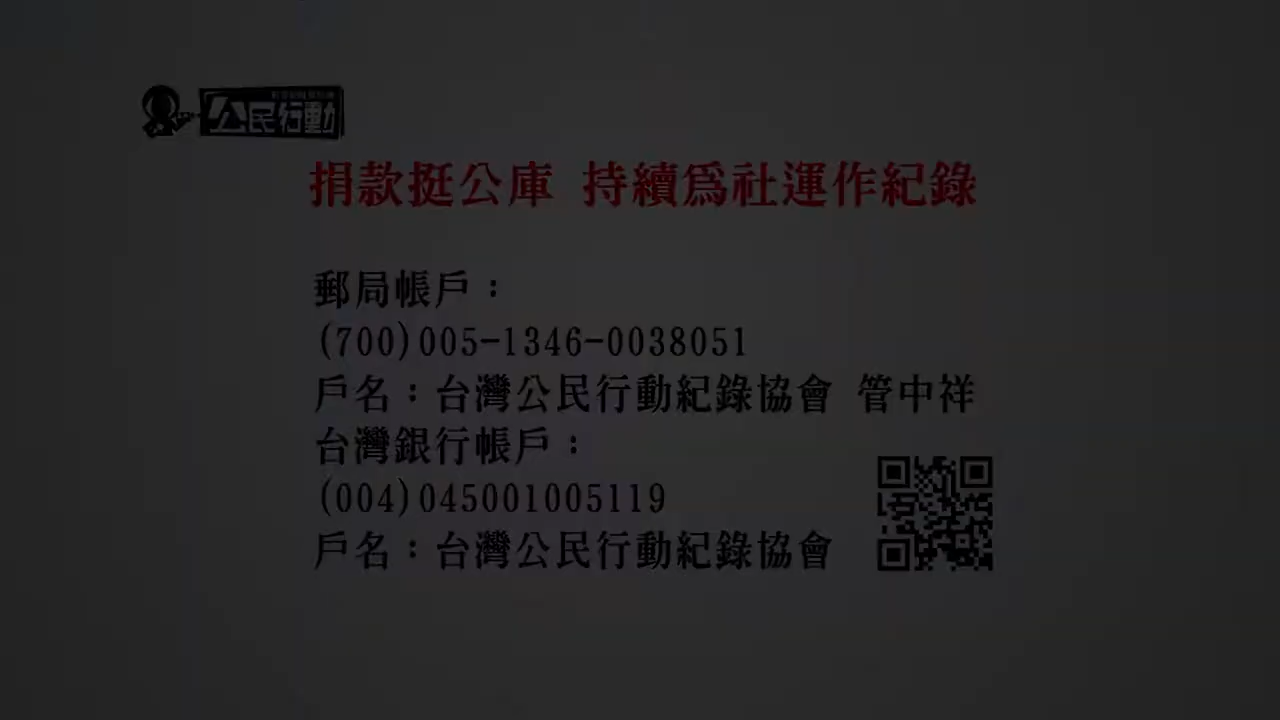 公民行動
捐款挺公庫 持續爲社運作紀錄
郵局帳戶：
(700)005-1346-0038051
戶名：台灣公民行動紀錄協會 管中祥
台灣銀行帳戶：
(004)045001005119
戶名：台灣公民行動紀錄協會